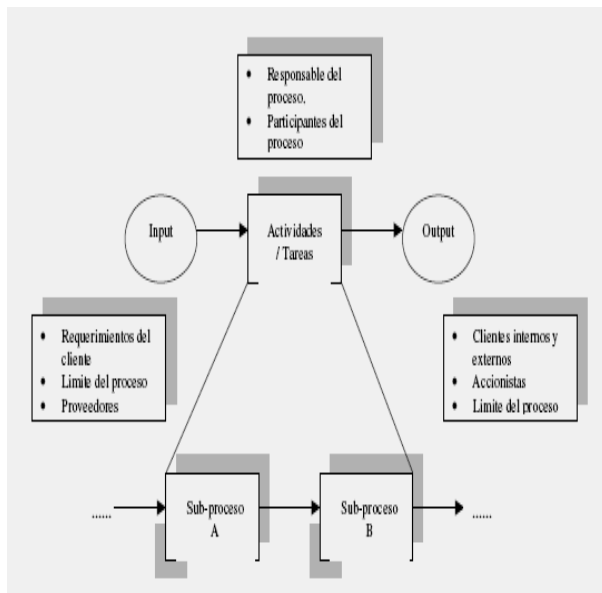 • Responsable del
proceso.
• Participantes del
proceso
Input
Actividades
/ Tareas
Output
• Requerimientos del
cliente
• Limite del proceso
• Proveedores
• Clientes internos y
externos
• Accionistas
• Limite del proceso
......
Sub-proceso
A
Sub-proceso
B
......